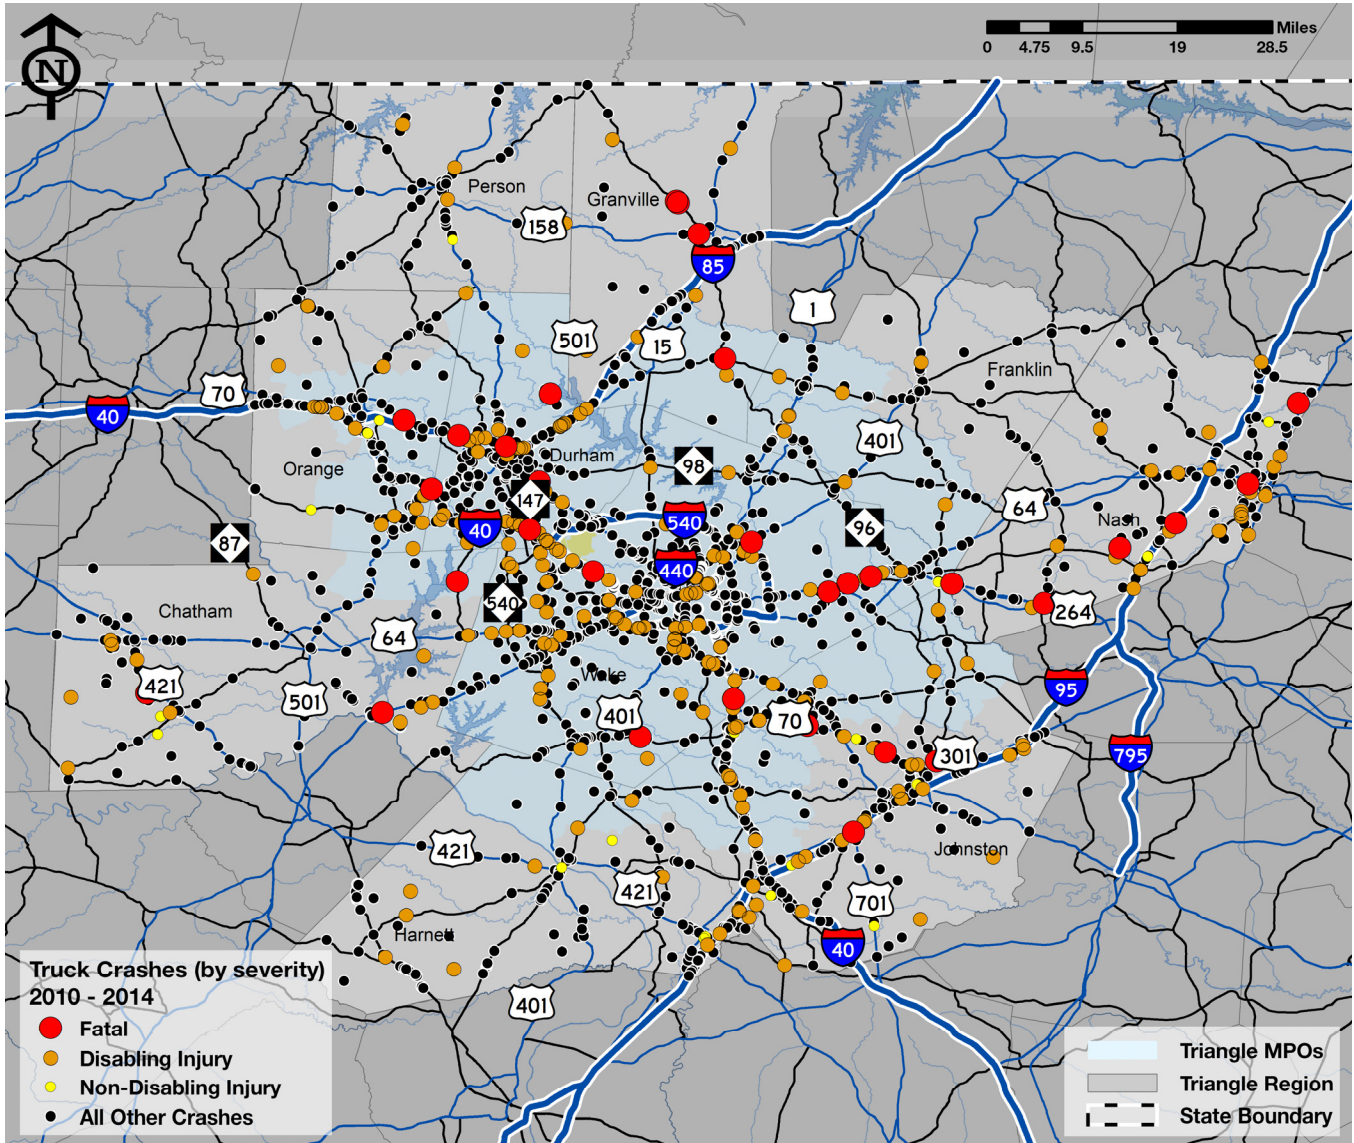 N
Miles
0 4.75 9.5 19 28.5
Person
Granville
158
85
1
501
15
70
40
Franklin
401
Orange
Durham
98
147
64
87
40
540
96
Nash
440
540
Chatham
264
64
421
501
Wake
95
401
70
301
795
421
Johnston
421
701
Harnett
40
401
Truck Crashes (by severity)
2010 - 2014
Fatal
Disabling Injury
Non-Disabling Injury
All Other Crashes
Triangle MPOs
Triangle Region
State Boundary